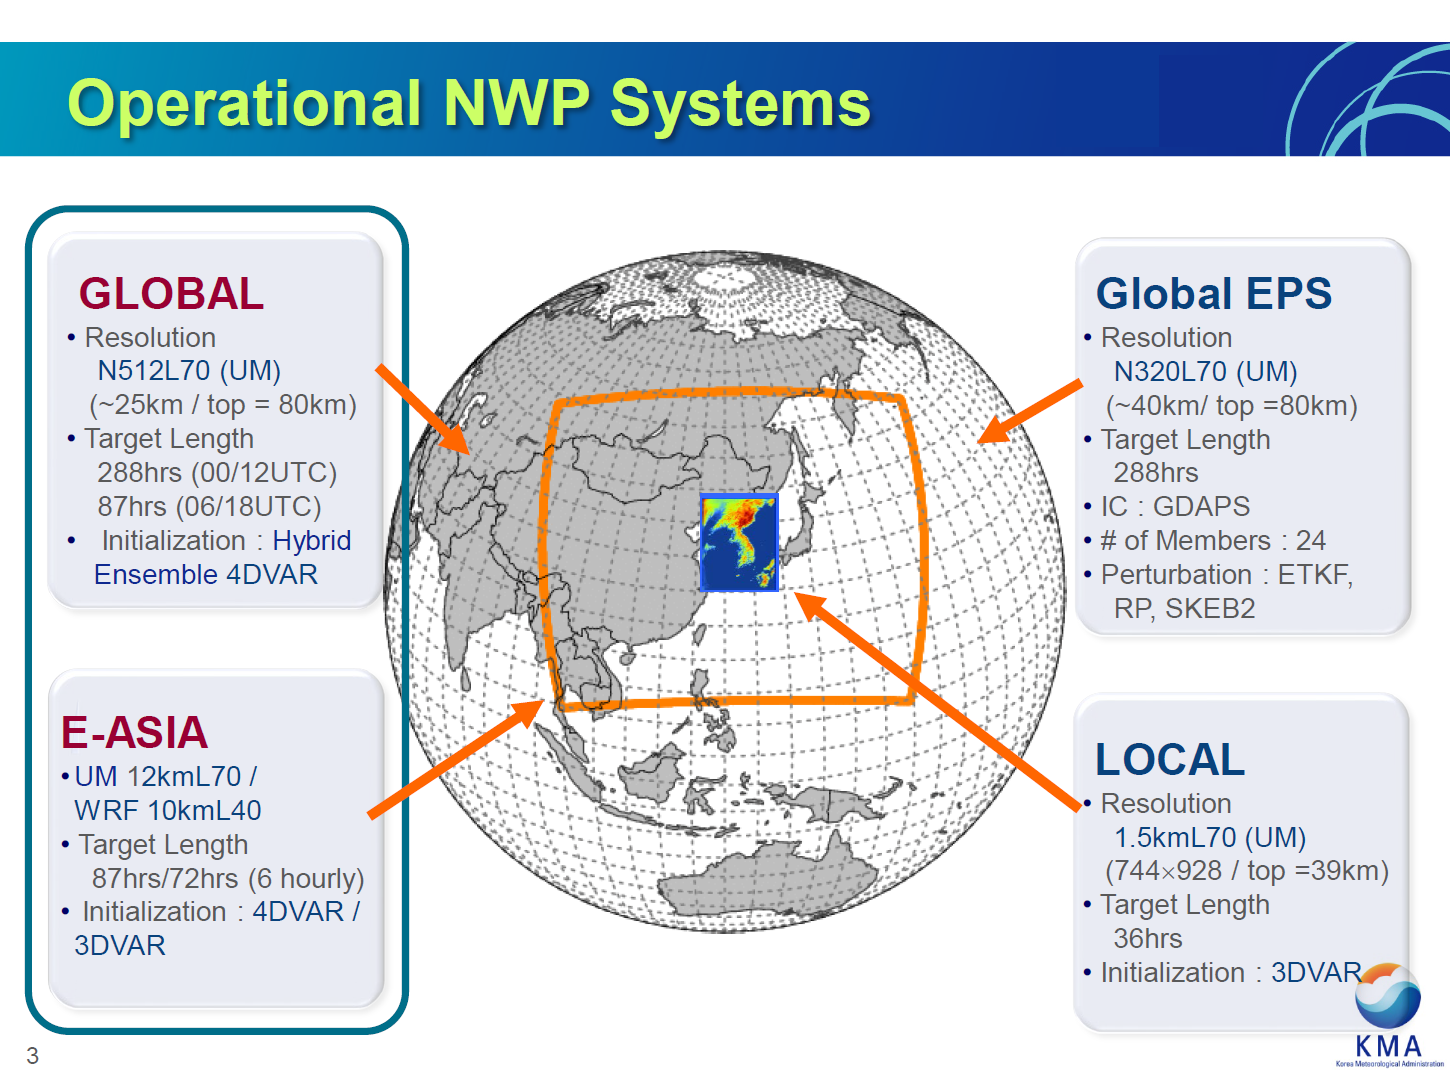 Operational NWP Systems
GLOBAL
• Resolution
N512L70 (UM)
(~25km / top = 80km)
• Target Length
288hrs (00/12UTC)
87hrs (06/18UTC)
• Initialization : Hybrid
Ensemble 4DVAR
E-ASIA
• UM 12kmL70 /
WRF 10kmL40
• Target Length
87hrs/72hrs (6 hourly)
• Initialization : 4DVAR /
3DVAR
Global EPS
• Resolution
N320L70 (UM)
(~40km/ top =80km)
• Target Length
288hrs
• IC : GDAPS
• # of Members : 24
• Perturbation : ETKF,
RP, SKEB2
LOCAL
• Resolution
1.5kmL70 (UM)
(744×928 / top =39km)
• Target Length
36hrs
• Initialization : 3DVAR
KMA
Korea Meteorological Administration
3